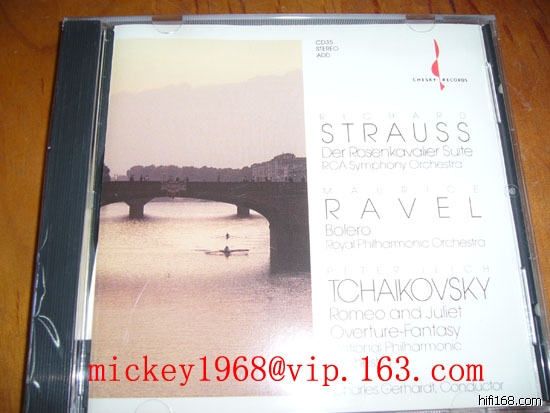 CD35
STEREO
ADD
CHESKY RECORDS
RICHARD
STRAUSS
Der Rosenkavalier Suite
RCA Symphony Orchestra
MAURICE
RAVEL
Bolero
Royal Philharmonic Orchestra
PETER ILICH
TCHAIKOVSKY
Romeo and Juliet
Overture-Fantasy
National Philharmonic
mickey1968@vip.163.com
Charles Gerhardt, Conductor
hifi168.com